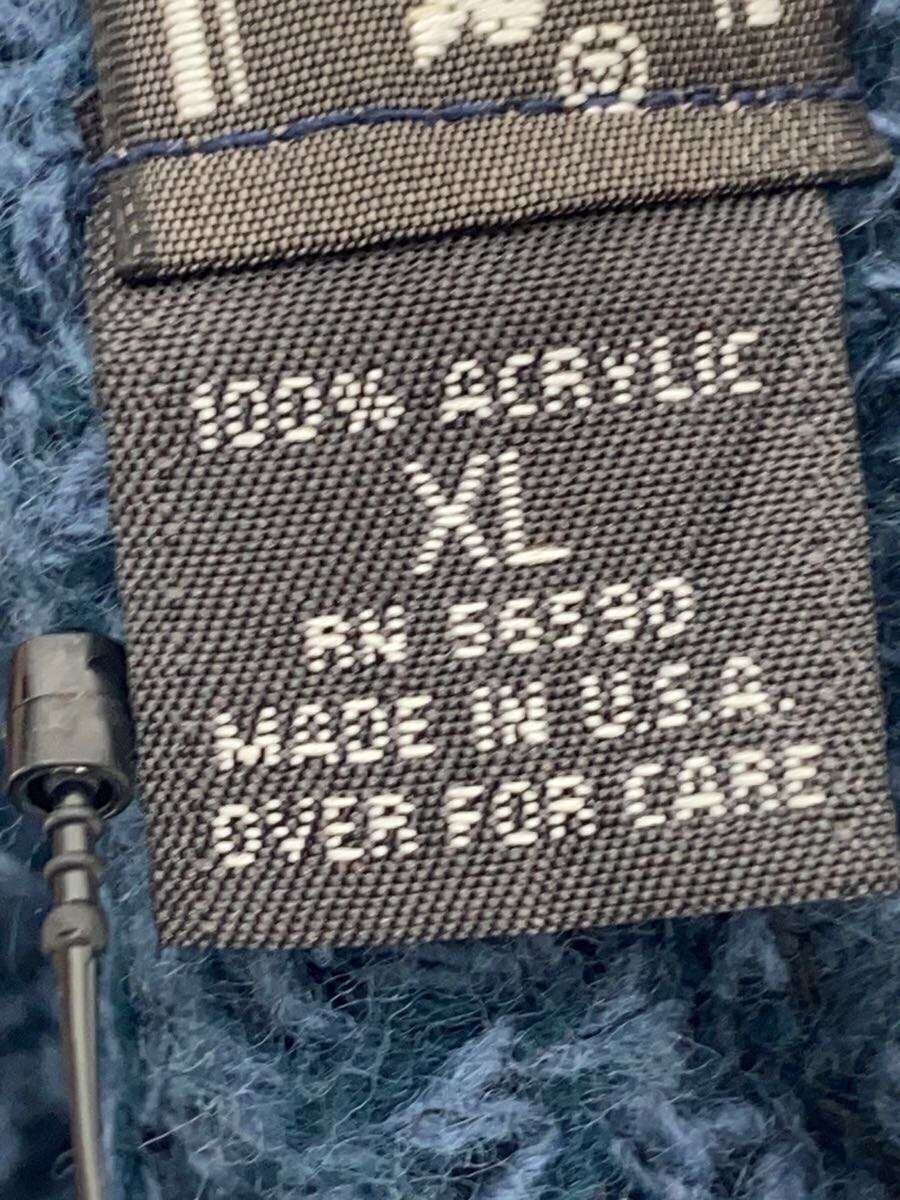 100% ACRYLIC
XL
RN 56590
MADE IN U.S.A.
OVER FOR CARE